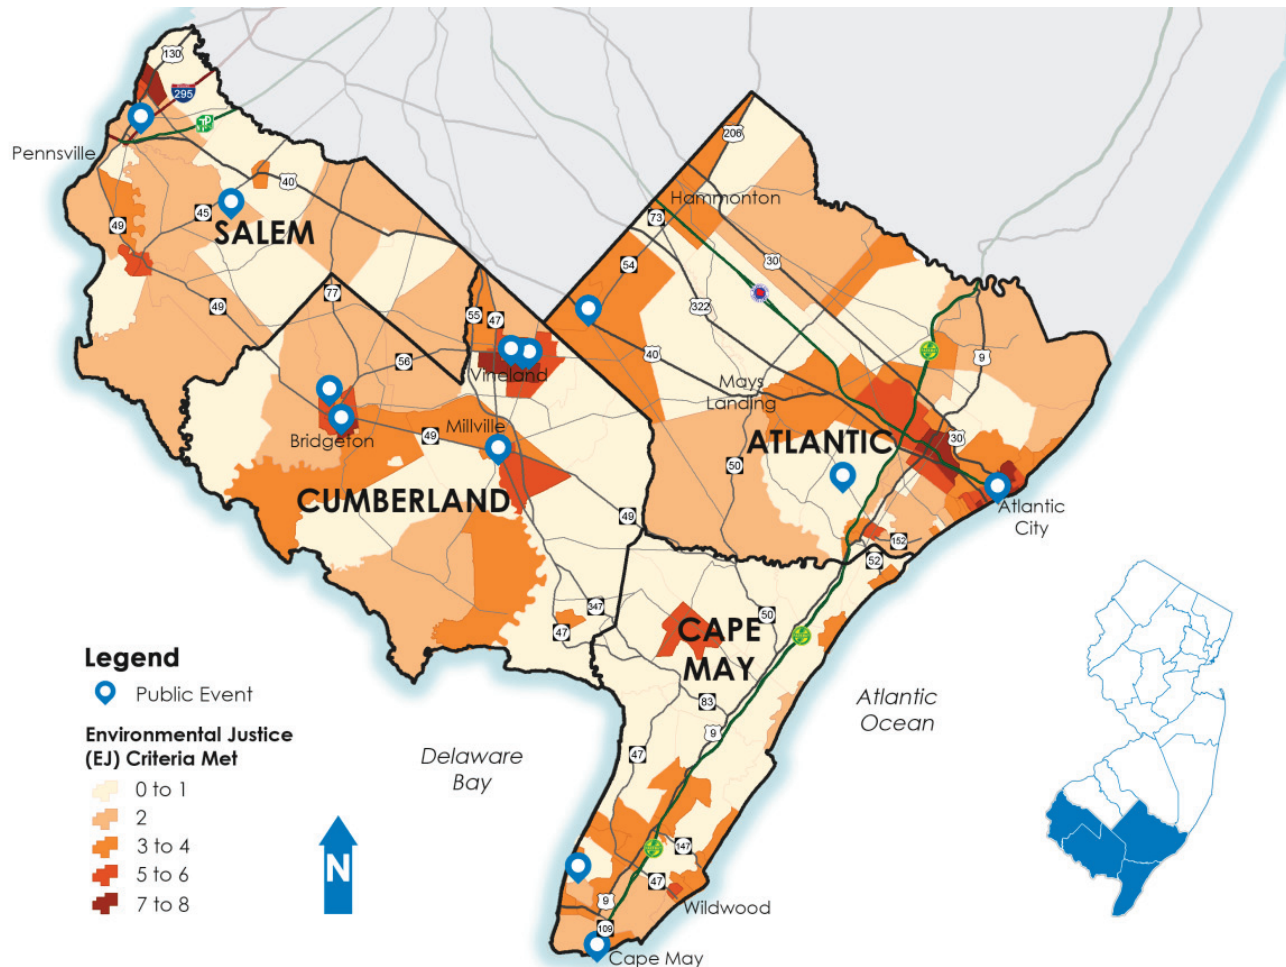 130
295
TP
Pennsville
206
Hammonton
40
73
45
49
SALEM
54
30
322
49
77
55
47
9
56
40
Vineland
Mays
Landing
Bridgeton
49
Millville
30
ATLANTIC
50
CUMBERLAND
Atlantic
City
49
152
52
347
50
47
CAPE
MAY
83
9
Atlantic
Ocean
Delaware
Bay
47
147
47
9
Wildwood
109
Cape May
Legend
Public Event
Environmental Justice
(EJ) Criteria Met
0 to 1
2
3 to 4
5 to 6
7 to 8
N